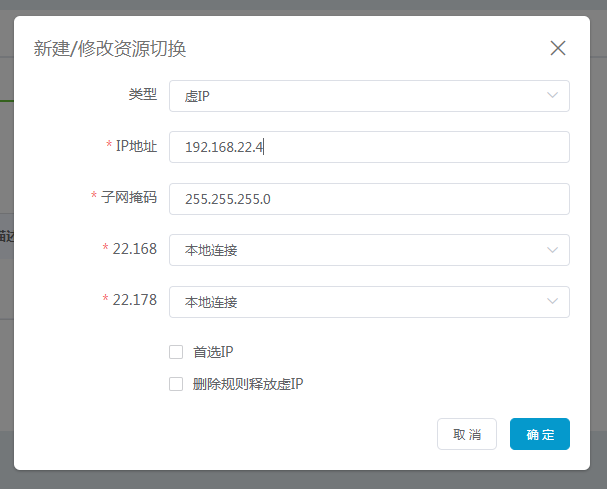 新建/修改资源切换
类型
虚IP
* IP地址
192.168.22.4
* 子网掩码
255.255.255.0
* 22.168
本地连接
* 22.178
本地连接
首选IP
删除规则释放虚IP
取 消
确 定